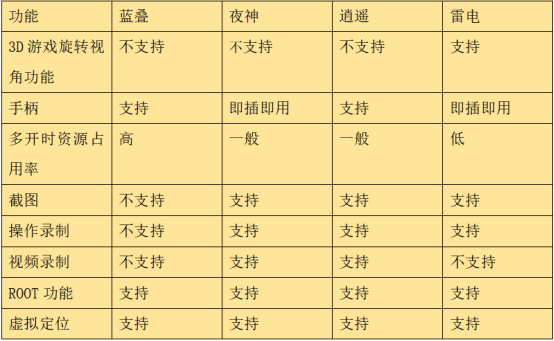 功能 蓝叠 夜神 逍遥 雷电
3D 游戏旋转视 不支持 不支持 不支持 支持
角功能
手柄 支持 即插即用 支持 即插即用
多开时资源占 高 一般 一般 低
用率
截图 不支持 支持 支持 支持
操作录制 不支持 支持 支持 支持
视频录制 不支持 支持 支持 不支持
ROOT 功能 支持 支持 支持 支持
虚拟定位 支持 支持 支持 支持